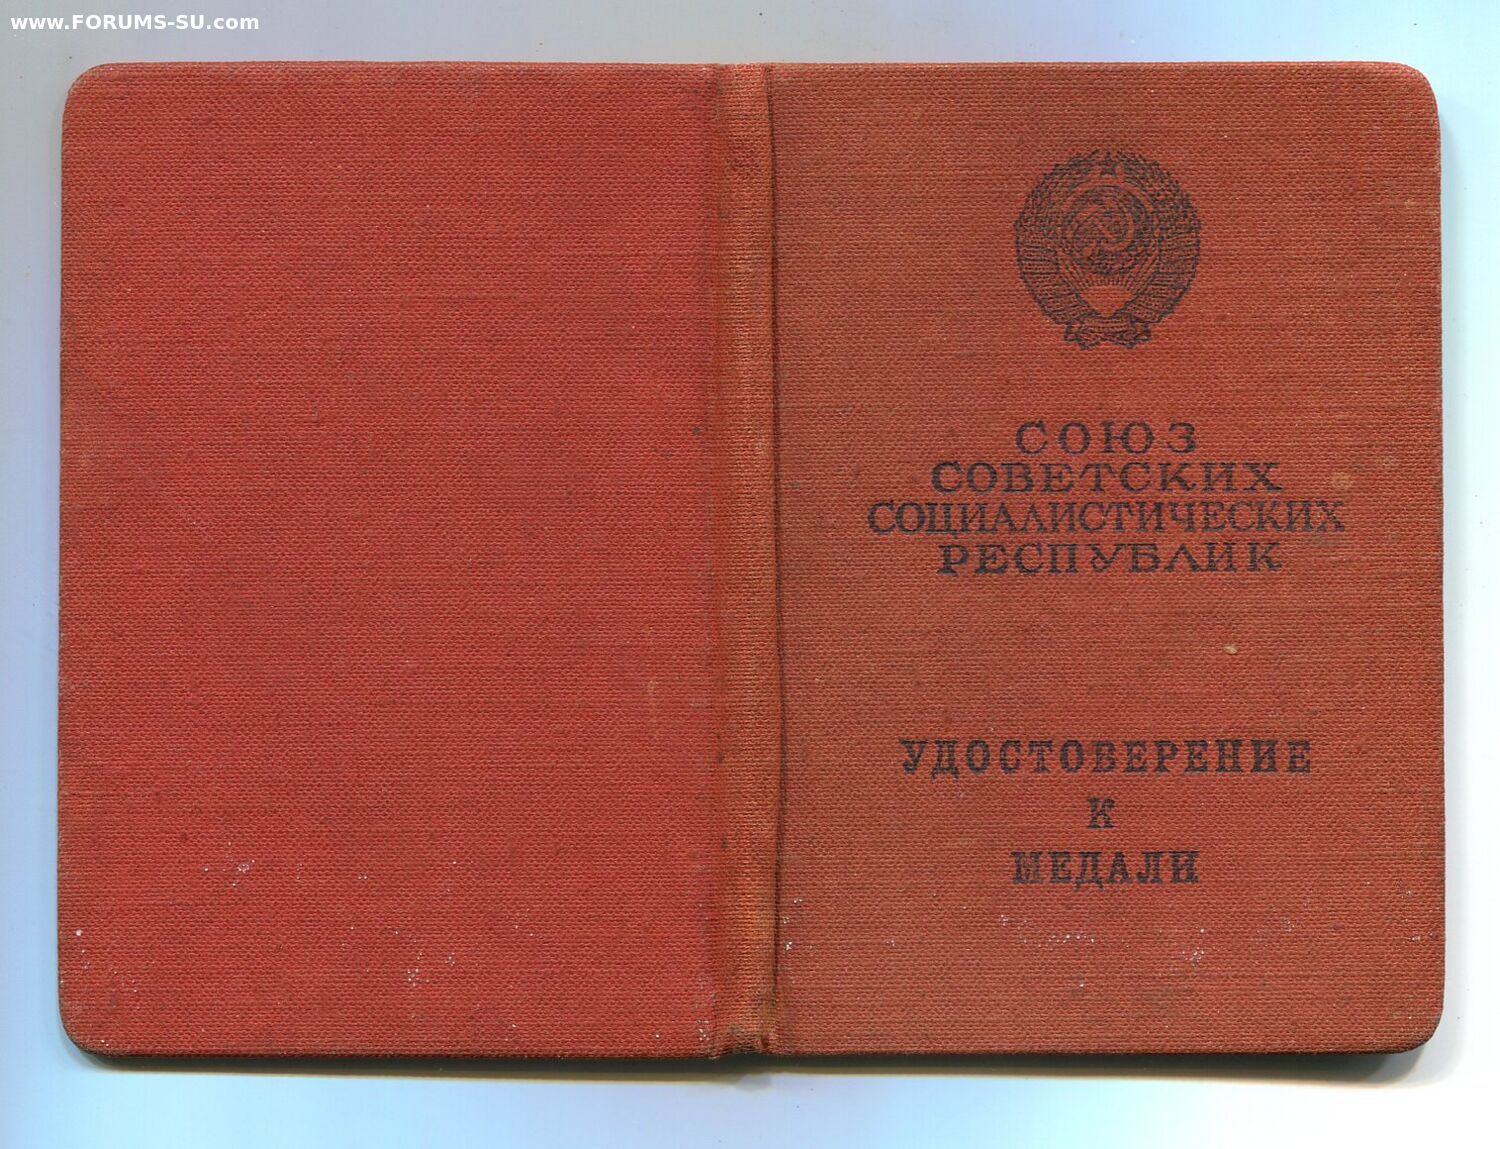 www.FORUMS-SU.com
СОЮЗ
СОВЕТСКИХ
СОЦИАЛИСТИЧЕСКИХ
РЕСПУБЛИК
УДОСТОВЕРЕНИЕ
К
МЕДАЛИ